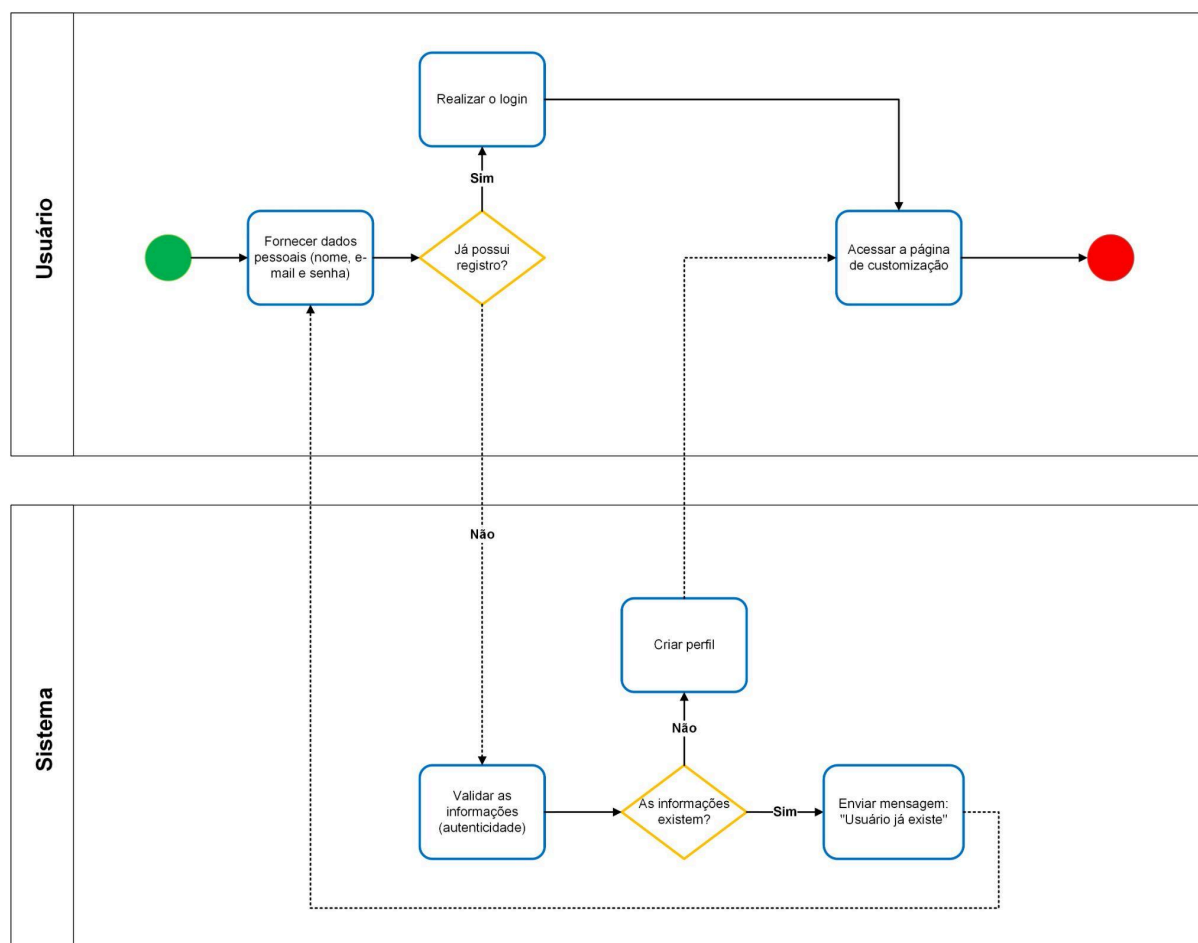 Usuário
Realizar o login
Sim
Fornecer dados
pessoais (nome, e-
mail e senha)
Já possui
registro?
Acessar a página
de customização
Sistema
Não
Criar perfil
Não
Validar as
informações
(autenticidade)
As informações
existem?
Sim
Enviar mensagem:
"Usuário já existe"